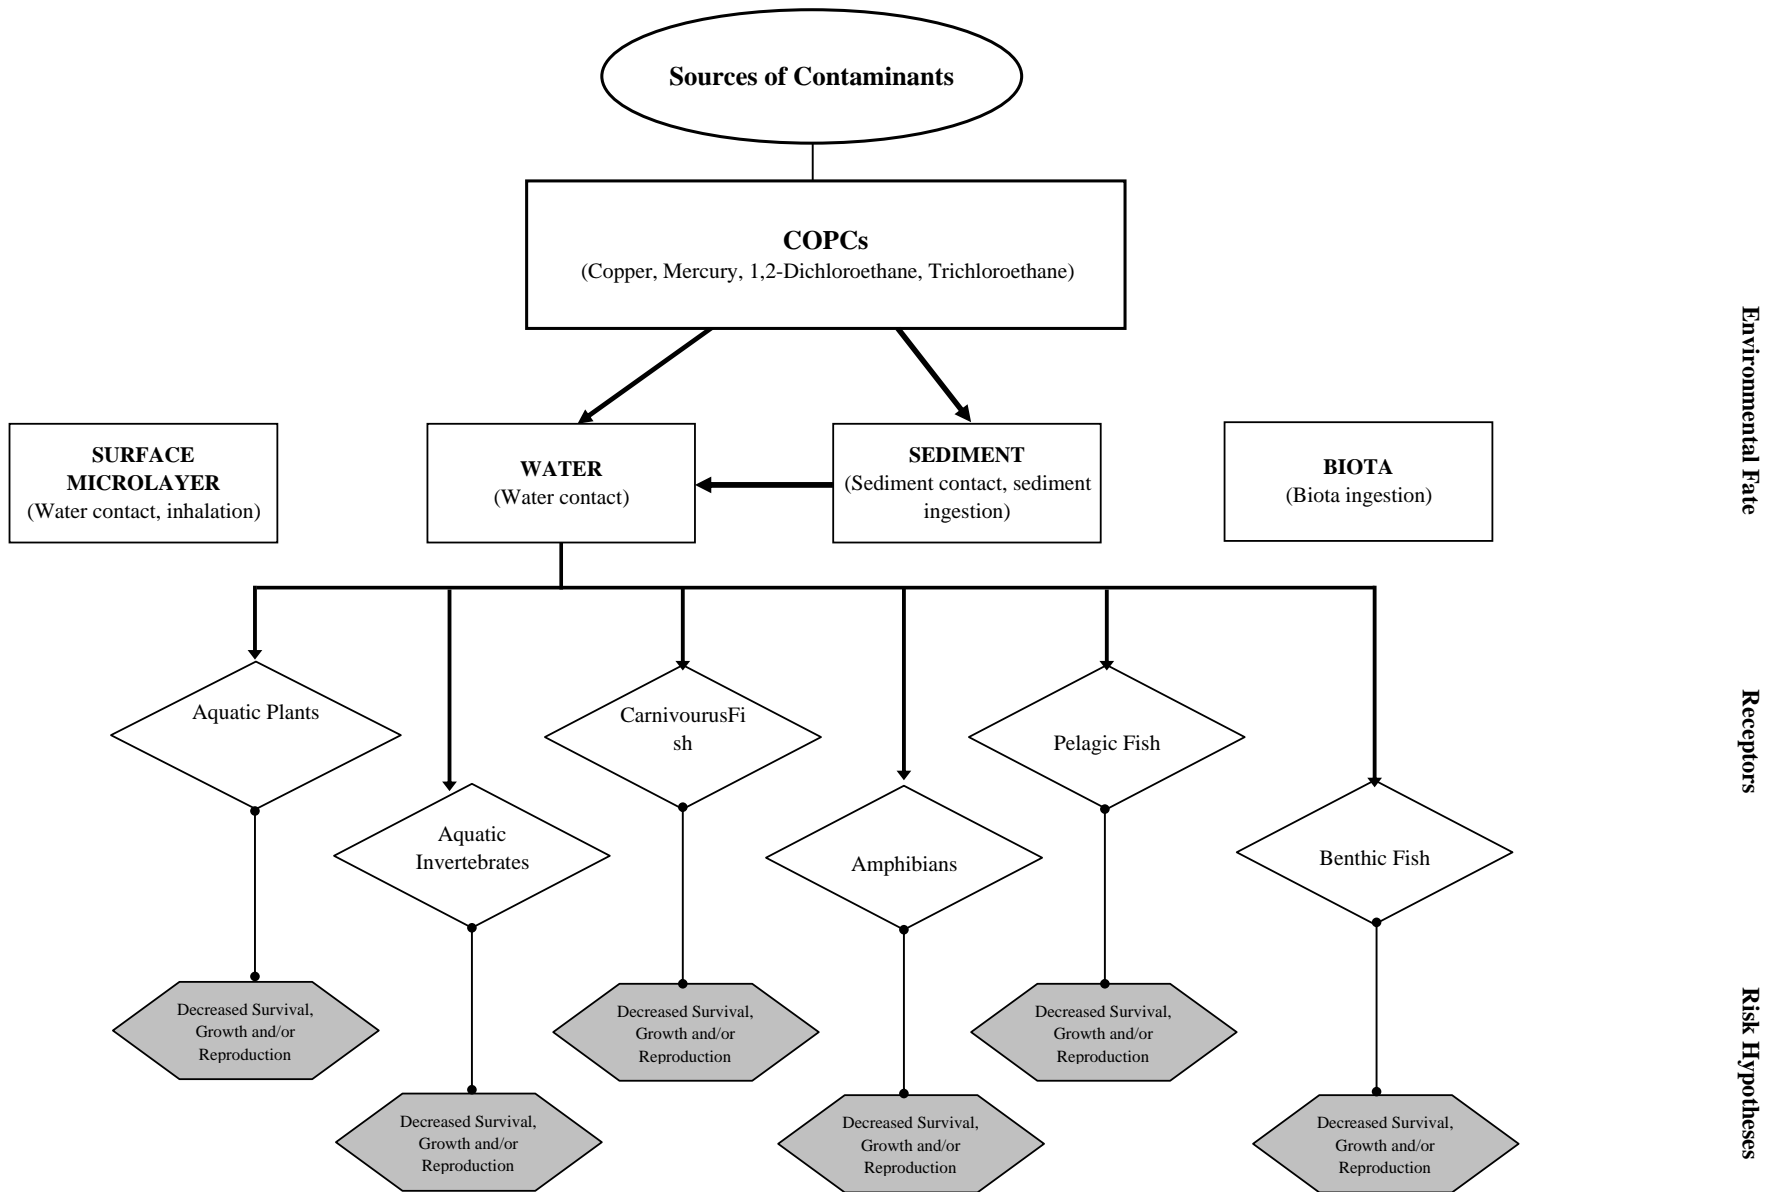 Sources of Contaminants
COPCs
(Copper, Mercury, 1,2-Dichloroethane, Trichloroethane)
Environmental Fate
SURFACE
MICROLAYER
(Water contact, inhalation)
WATER
(Water contact)
SEDIMENT
(Sediment contact, sediment
ingestion)
BIOTA
(Biota ingestion)
Receptors
Aquatic Plants
CarnivourusFi
sh
Pelagic Fish
Aquatic
Invertebrates
Amphibians
Benthic Fish
Risk Hypotheses
Decreased Survival,
Growth and/or
Reproduction
Decreased Survival,
Growth and/or
Reproduction
Decreased Survival,
Growth and/or
Reproduction
Decreased Survival,
Growth and/or
Reproduction
Decreased Survival,
Growth and/or
Reproduction
Decreased Survival,
Growth and/or
Reproduction